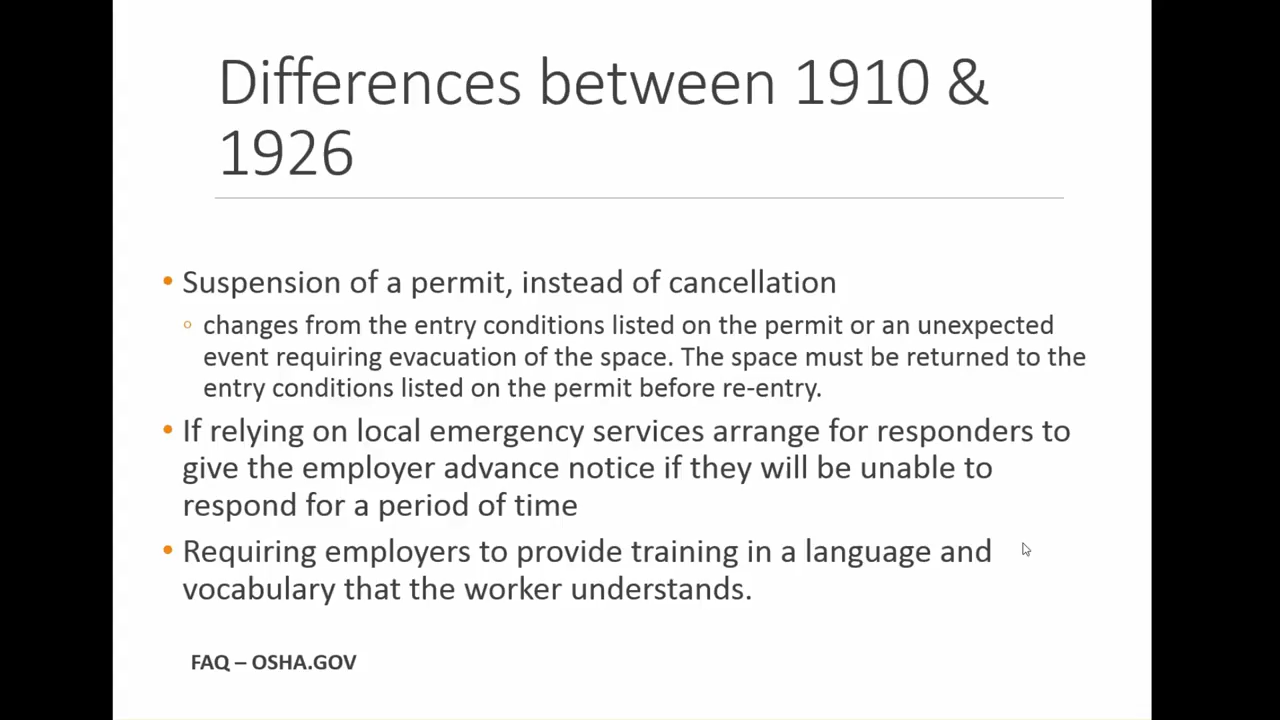 Differences between 1910 &
1926
• Suspension of a permit, instead of cancellation
◦ changes from the entry conditions listed on the permit or an unexpected
event requiring evacuation of the space. The space must be returned to the
entry conditions listed on the permit before re-entry.
• If relying on local emergency services arrange for responders to
give the employer advance notice if they will be unable to
respond for a period of time
• Requiring employers to provide training in a language and
vocabulary that the worker understands.
FAQ – OSHA.GOV